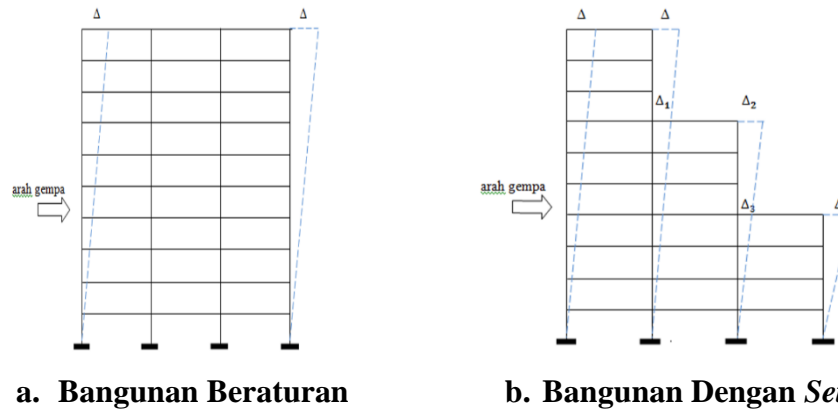 Δ
Δ
arah gempa
a. Bangunan Beraturan
Δ
Δ
Δ₁
Δ₂
arah gempa
Δ₃
b. Bangunan Dengan